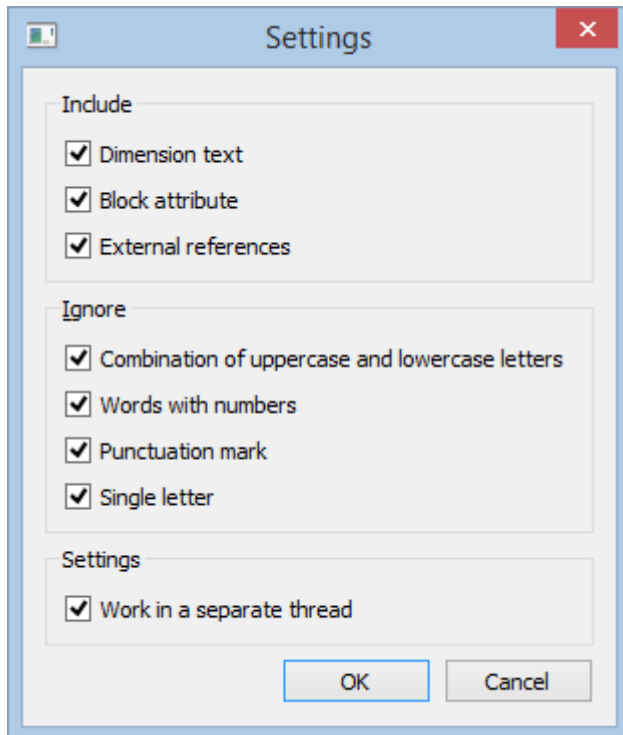 Settings
Include
Dimension text
Block attribute
External references
Ignore
Combination of uppercase and lowercase letters
Words with numbers
Punctuation mark
Single letter
Settings
Work in a separate thread
OK Cancel